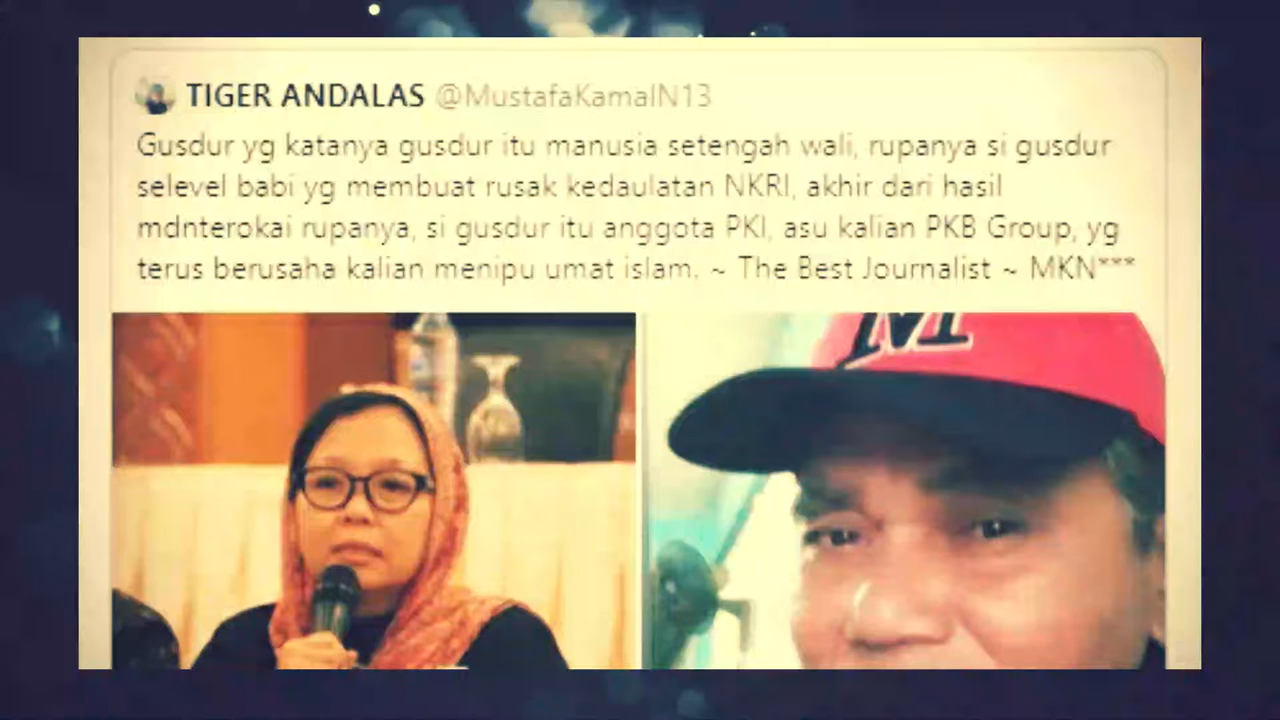 TIGER ANDALAS @MustafaKamalN13
Gusdur yg katanya gusdur itu manusia setengah wali, rupanya si gusdur
selevel babi yg membuat rusak kedaulatan NKRI, akhir dari hasil
mdnterokai rupanya, si gusdur itu anggota PKI, asu kalian PKB Group, yg
terus berusaha kalian menipu umat islam. ~ The Best Journalist ~ MKN***
M